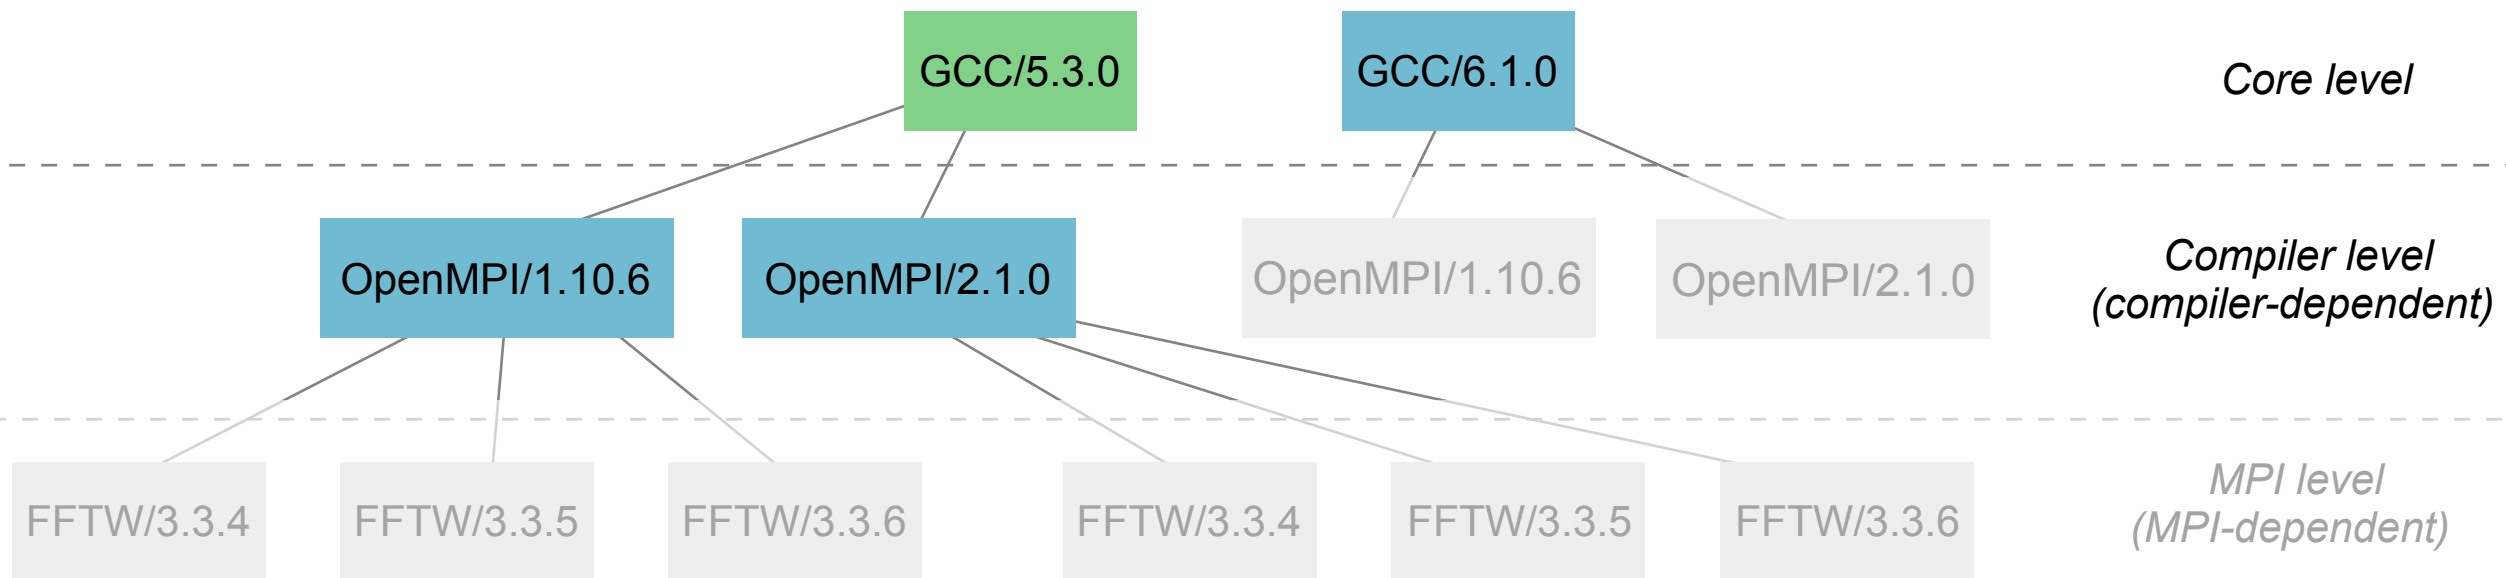 GCC/5.3.0
GCC/6.1.0
Core level
OpenMPI/1.10.6
OpenMPI/2.1.0
OpenMPI/1.10.6
OpenMPI/2.1.0
Compiler level
(compiler-dependent)
FFTW/3.3.4
FFTW/3.3.5
FFTW/3.3.6
FFTW/3.3.4
FFTW/3.3.5
FFTW/3.3.6
MPI level
(MPI-dependent)